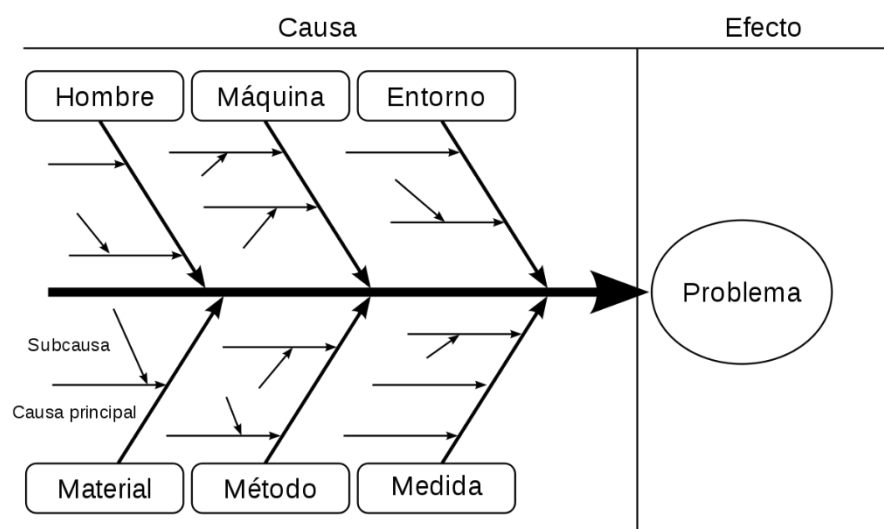 Causa
Efecto
Hombre
Máquina
Entorno
Problema
Subcausa
Causa principal
Material
Método
Medida